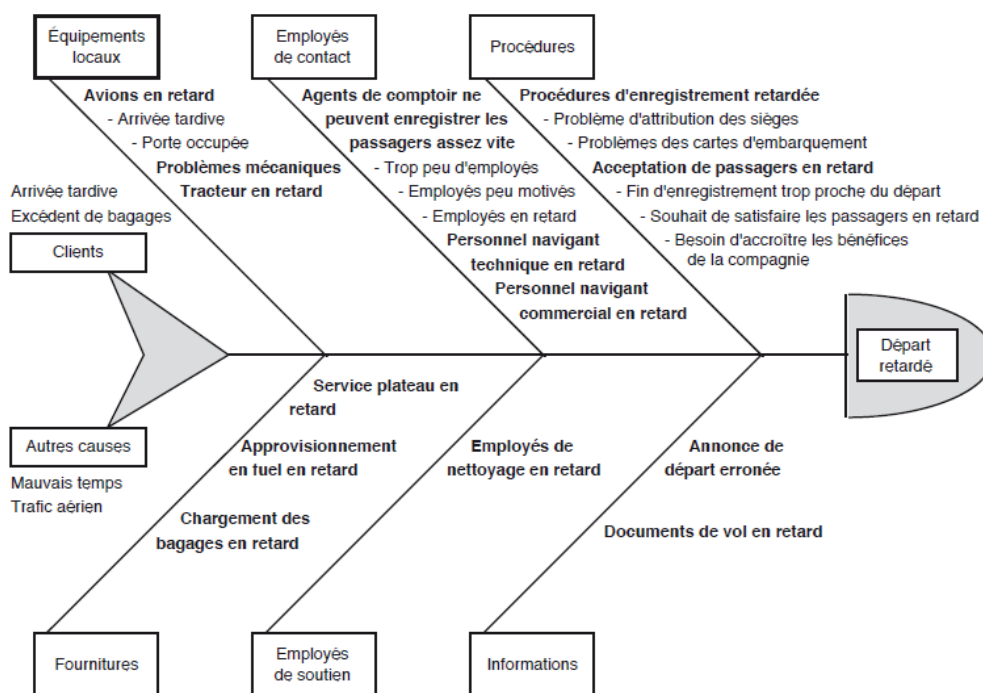 Équipements
locaux
Employés
de contact
Procédures
Avions en retard
- Arrivée tardive
- Porte occupée
Problèmes mécaniques
Tracteur en retard
Agents de comptoir ne
peuvent enregistrer les
passagers assez vite
- Trop peu d'employés
- Employés peu motivés
- Employés en retard
Personnel navigant
technique en retard
Personnel navigant
commercial en retard
Procédures d'enregistrement retardée
- Problème d'attribution des sièges
- Problèmes des cartes d'embarquement
Acceptation de passagers en retard
- Fin d'enregistrement trop proche du départ
- Souhait de satisfaire les passagers en retard
- Besoin d'accroître les bénéfices
de la compagnie
Arrivée tardive
Excédent de bagages
Clients
Départ
retardé
Autres causes
Mauvais temps
Trafic aérien
Service plateau en
retard
Approvisionnement
en fuel en retard
Chargement des
bagages en retard
Employés de
nettoyage en retard
Annonce de
départ erronée
Documents de vol en retard
Fournitures
Employés
de soutien
Informations